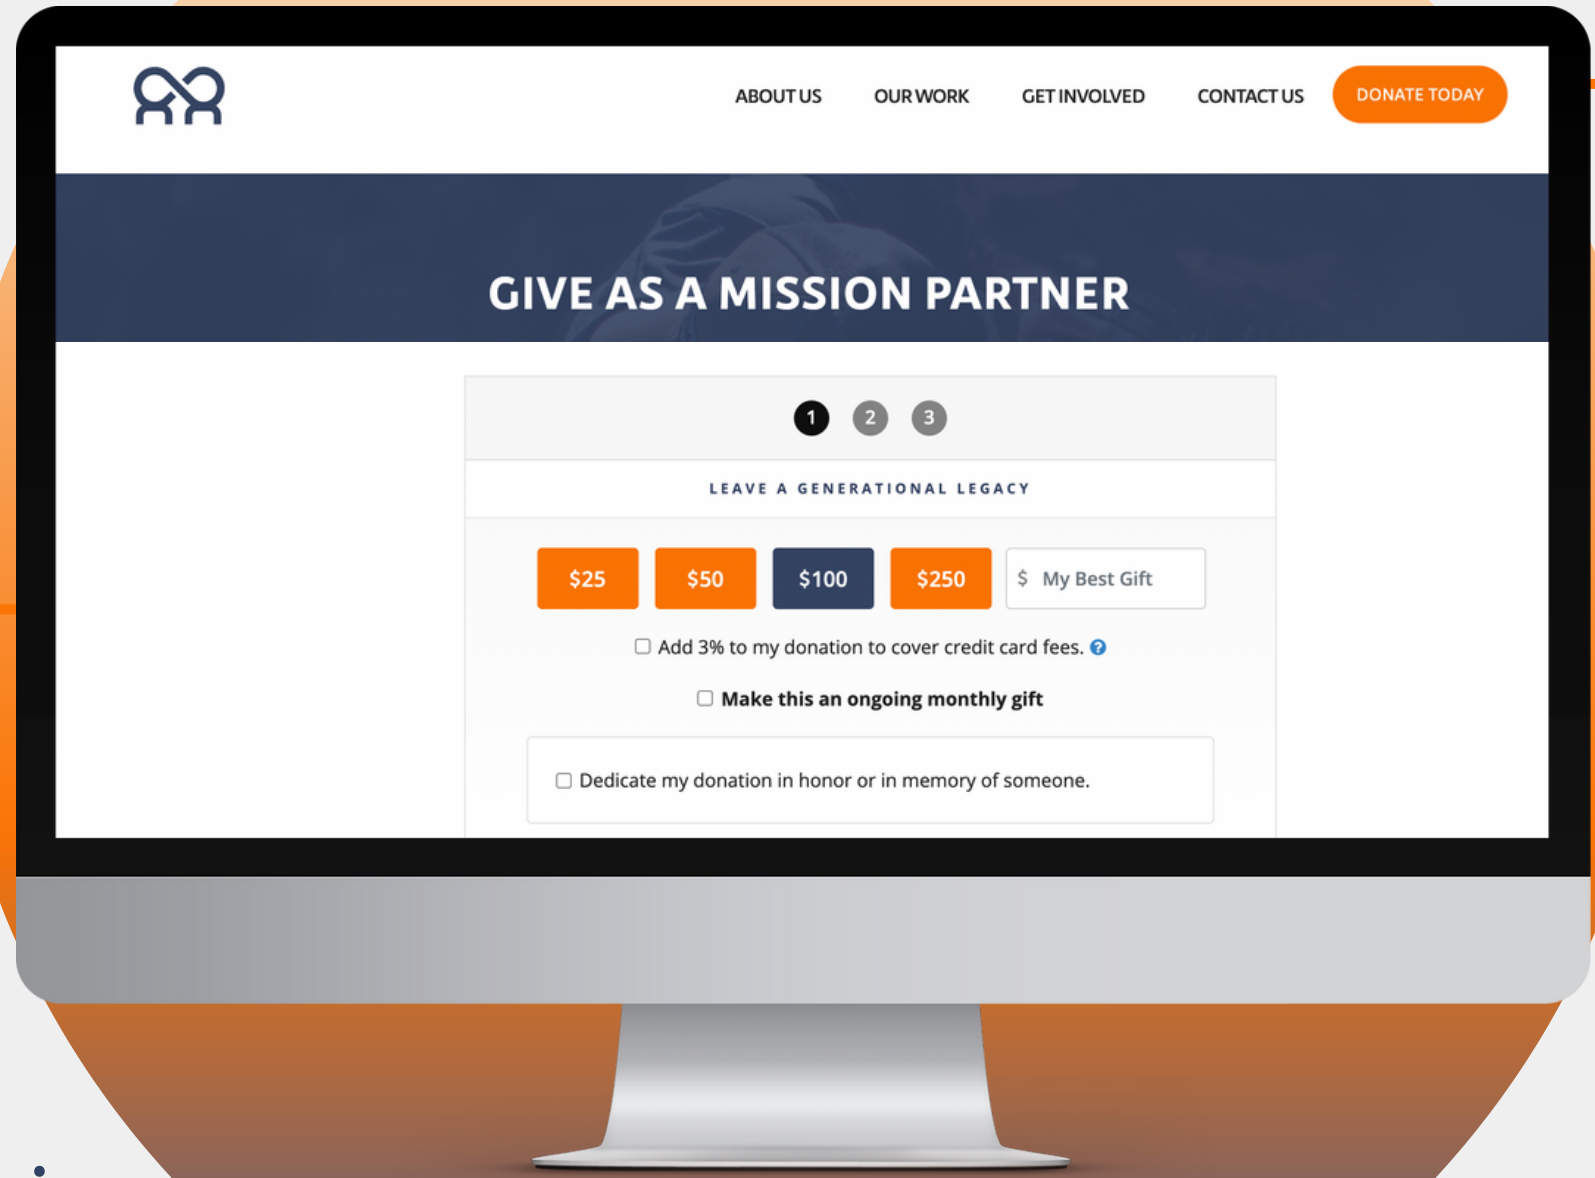 ABOUT US OUR WORK GET INVOLVED CONTACT US DONATE TODAY
GIVE AS A MISSION PARTNER
1 2 3
LEAVE A GENERATIONAL LEGACY
$25 $50 $100 $250 $ My Best Gift
Add 3% to my donation to cover credit card fees. ?
Make this an ongoing monthly gift
Dedicate my donation in honor or in memory of someone.